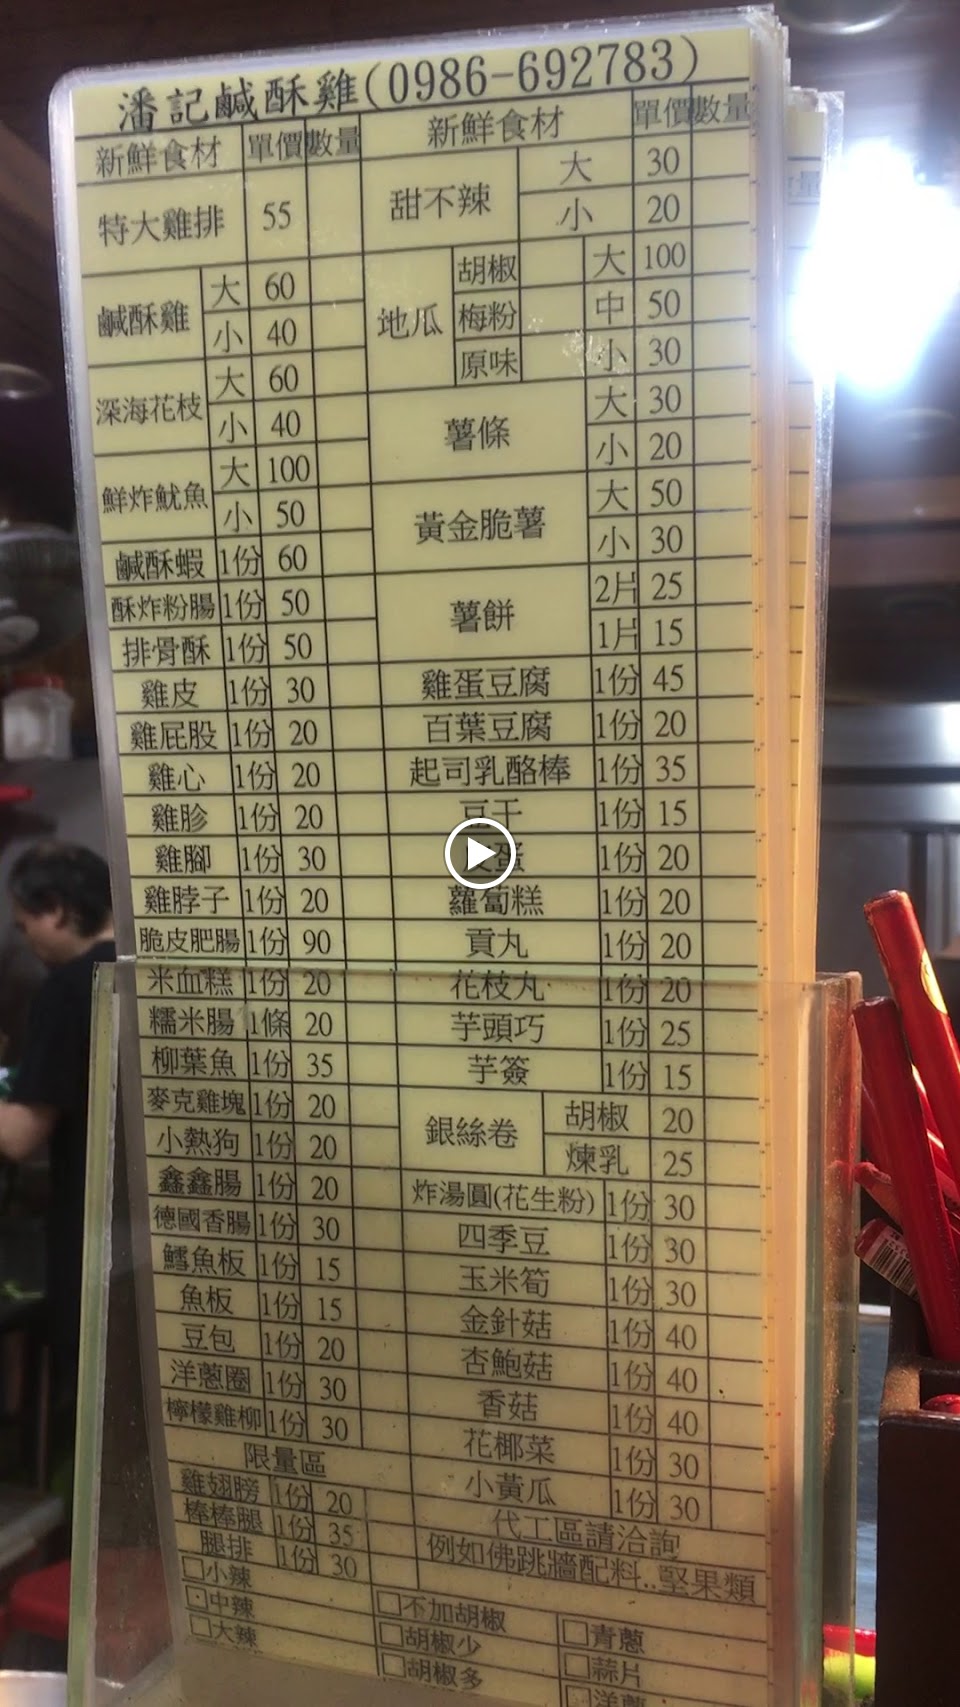 潘記鹹酥雞(0986-692783)
新鮮食材 單價 數量
特大雞排 55
鹹酥雞 大 60
小 40
深海花枝 大 60
小 40
鮮炸魷魚 大 100
小 50
鹹酥蝦 1份 60
酥炸粉腸 1份 50
排骨酥 1份 50
雞皮 1份 30
雞屁股 1份 20
雞心 1份 20
雞胗 1份 20
雞腳 1份 30
雞脖子 1份 20
脆皮肥腸 1份 90
米血糕 1份 20
糯米腸 1條 20
柳葉魚 1份 35
麥克雞塊 1份 20
小熱狗 1份 20
鑫鑫腸 1份 20
德國香腸 1份 30
鱈魚板 1份 15
魚板 1份 15
豆包 1份 20
洋蔥圈 1份 30
檸檬雞柳 1份 30
限量區
雞翅膀 1份 20
棒棒腿 1份 35
腿排 1份 30
新鮮食材 單價 數量
甜不辣 大 30
小 20
地瓜 胡椒 大 100
梅粉 中 50
原味 小 30
薯條 大 30
小 20
黃金脆薯 大 50
小 30
薯餅 2片 25
1片 15
雞蛋豆腐 1份 45
百葉豆腐 1份 20
起司乳酪棒 1份 35
豆干 1份 15
皮蛋 1份 20
蘿蔔糕 1份 20
貢丸 1份 20
花枝丸 1份 20
芋頭巧 1份 25
芋簽 1份 15
銀絲卷 胡椒 20
煉乳 25
炸湯圓(花生粉) 1份 30
四季豆 1份 30
玉米筍 1份 30
金針菇 1份 40
杏鮑菇 1份 40
香菇 1份 40
花椰菜 1份 30
小黃瓜 1份 30
代工區請洽詢
例如佛跳牆配料..堅果類
□小辣
□中辣
□大辣
□不加胡椒
□胡椒少
□胡椒多
□青蔥
□蒜片
□洋蔥